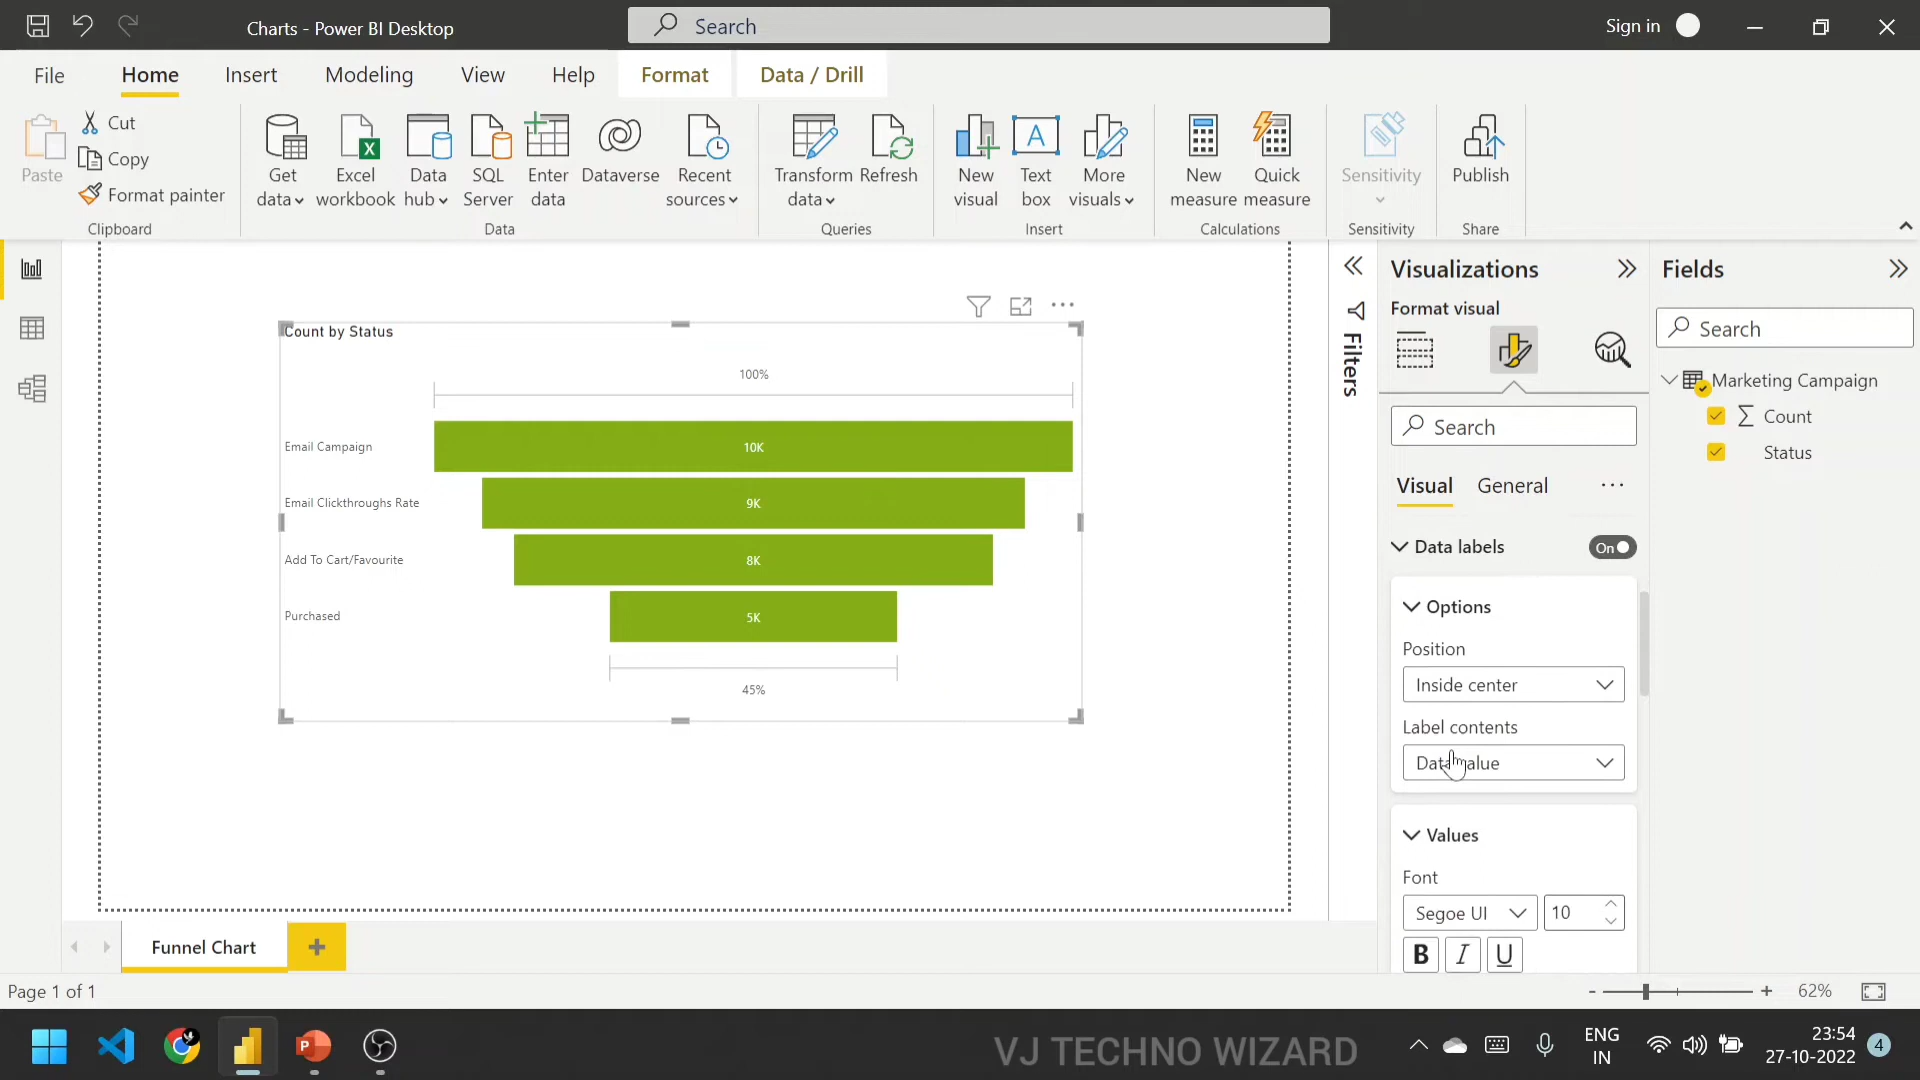 Charts - Power BI Desktop
Search
Sign in
File
Home
Insert
Modeling
View
Help
Format
Data / Drill
Paste
Cut
Copy
Format painter
Clipboard
Get data
Excel workbook
Data hub
SQL Server
Enter data
Dataverse
Recent sources
Data
Transform data
Refresh
Queries
New visual
Text box
More visuals
Insert
New measure
Quick measure
Calculations
Sensitivity
Sensitivity
Publish
Share
Count by Status
100%
Email Campaign
10K
Email Clickthroughs Rate
9K
Add To Cart/Favourite
8K
Purchased
5K
45%
Filters
Visualizations
Format visual
Search
Visual
General
Data labels
On
Options
Position
Inside center
Label contents
Data value
Values
Font
Segoe UI
10
B
I
U
Fields
Search
Marketing Campaign
Count
Status
Funnel Chart
Page 1 of 1
- + 62%
VJ TECHNO WIZARD
ENG
IN
23:54
27-10-2022
4